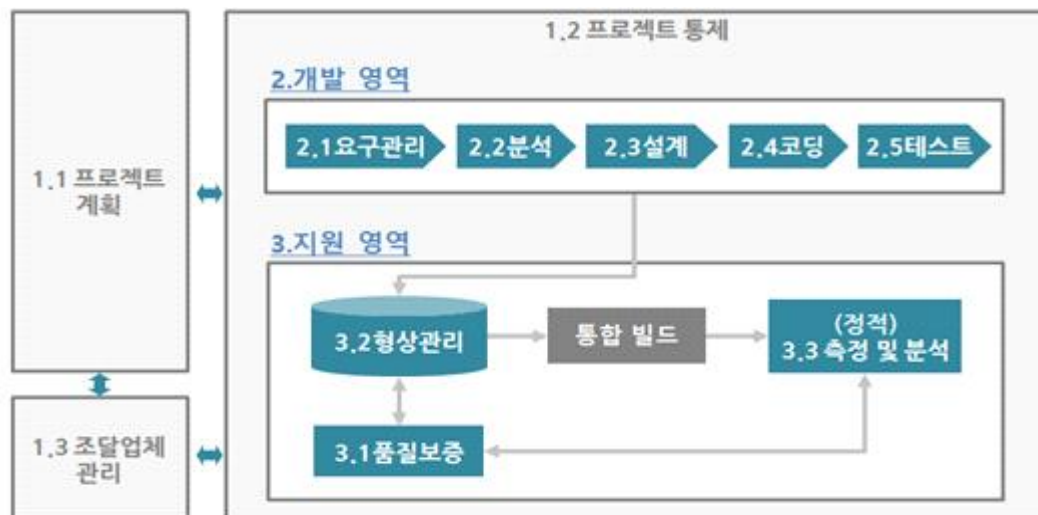 1.2 프로젝트 통제
2.개발 영역
2.1요구관리
2.2분석
2.3설계
2.4코딩
2.5테스트
1.1 프로젝트
계획
3.지원 영역
3.2형상관리
통합 빌드
(정적)
3.3 측정 및 분석
1.3 조달업체
관리
3.1품질보증